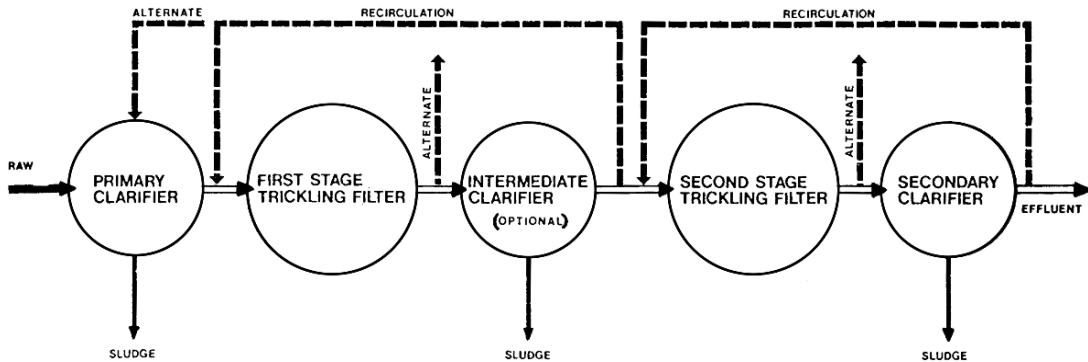 ALTERNATE
RECIRCULATION
RECIRCULATION
ALTERNATE
ALTERNATE
RAW
PRIMARY
CLARIFIER
FIRST STAGE
TRICKLING FILTER
INTERMEDIATE
CLARIFIER
(OPTIONAL)
SECOND STAGE
TRICKLING FILTER
SECONDARY
CLARIFIER
EFFLUENT
SLUDGE
SLUDGE
SLUDGE